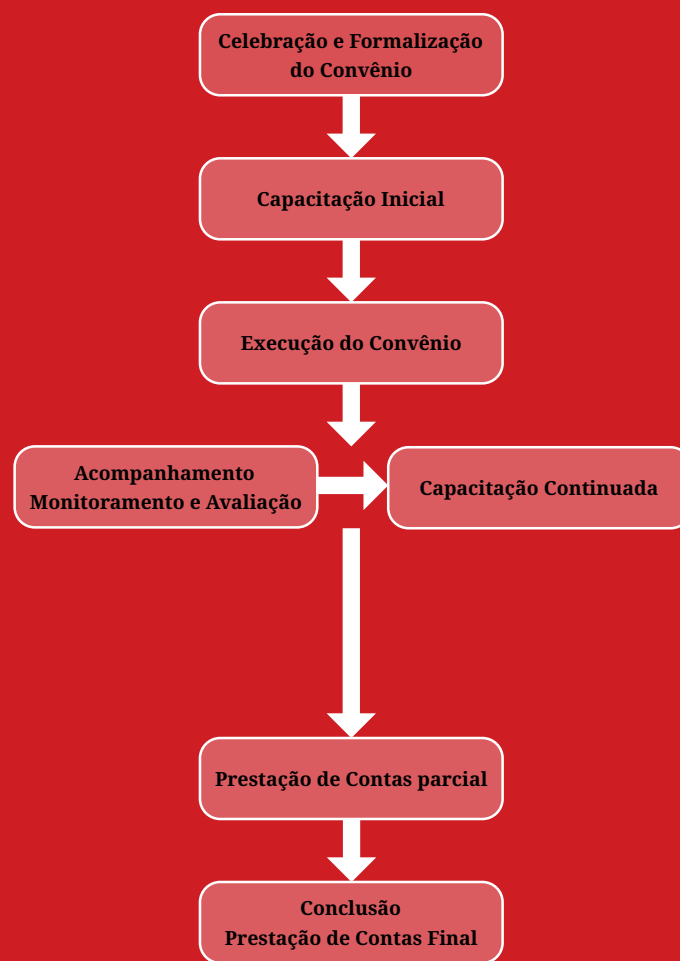 Celebração e Formalização
do Convênio
Capacitação Inicial
Execução do Convênio
Acompanhamento
Monitoramento e Avaliação
Capacitação Continuada
Prestação de Contas parcial
Conclusão
Prestação de Contas Final